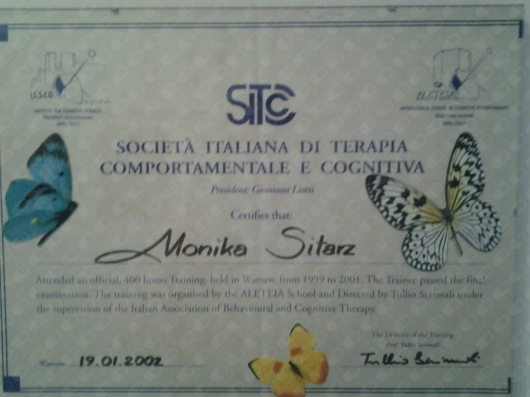 I.S.S.C.O
SITCC
SOCIETÀ ITALIANA DI TERAPIA
COMPORTAMENTALE E COGNITIVA
President: Giovanni Liotti
Certifies that:
Monika Sitarz
Attended an official, 400 hours Training, held in Warsaw, from 1999 to 2001. The Trainee passed the final
examination. The training was organized by the ALETEIA School and Directed by Tullio Scrimali under
the supervision of the Italian Association of Behavioural and Cognitive Therapy.
The Director of the Training
Prof. Tullio Scrimali
Warsaw 19.01.2002
Tullio Scrimali